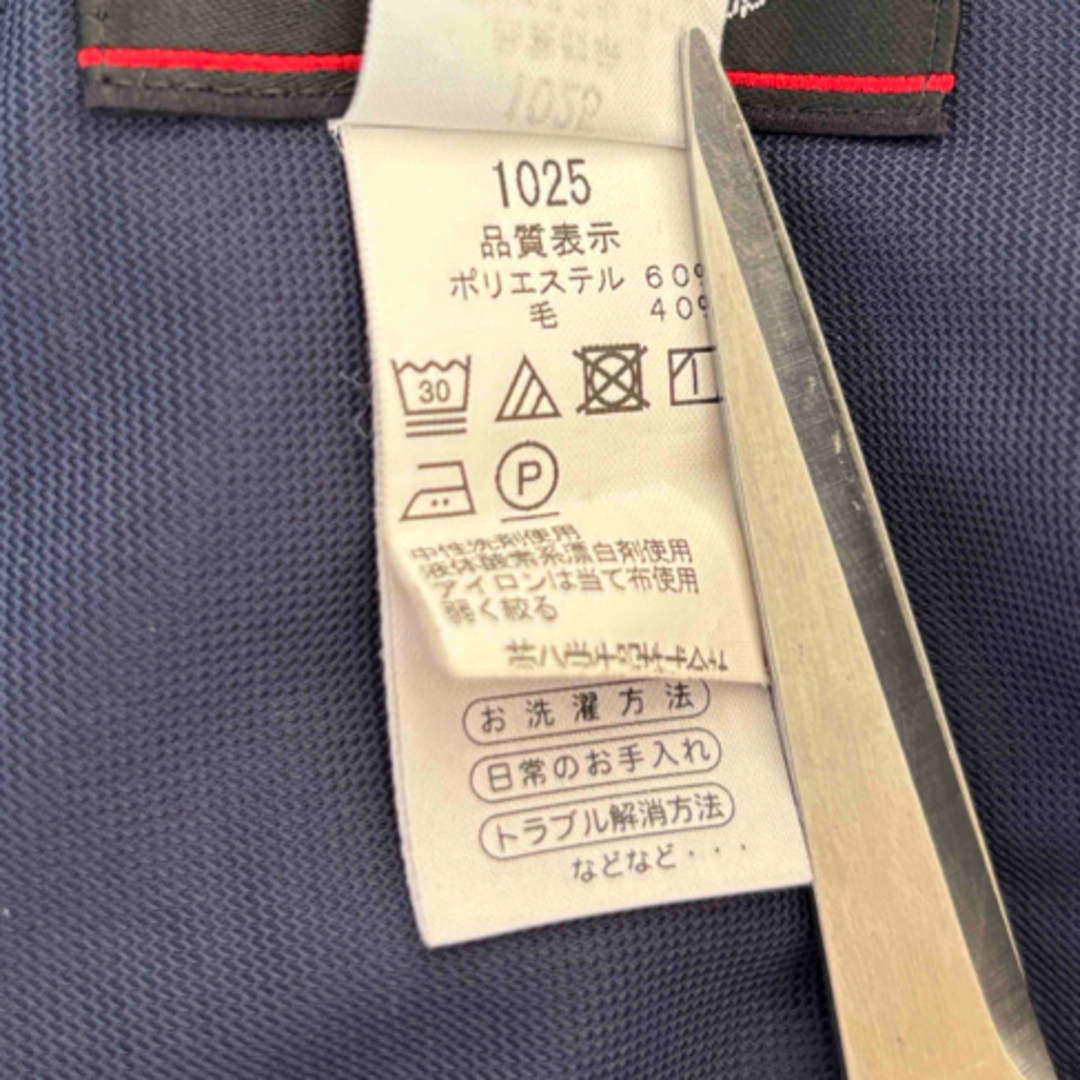 1025
品質表示
ポリエステル 60%
毛 40%
30
P
中性洗剤使用
液体酸素系漂白剤使用
アイロンは当て布使用
弱く絞る
お洗濯方法
日常のお手入れ
トラブル解消方法
などなど・・・